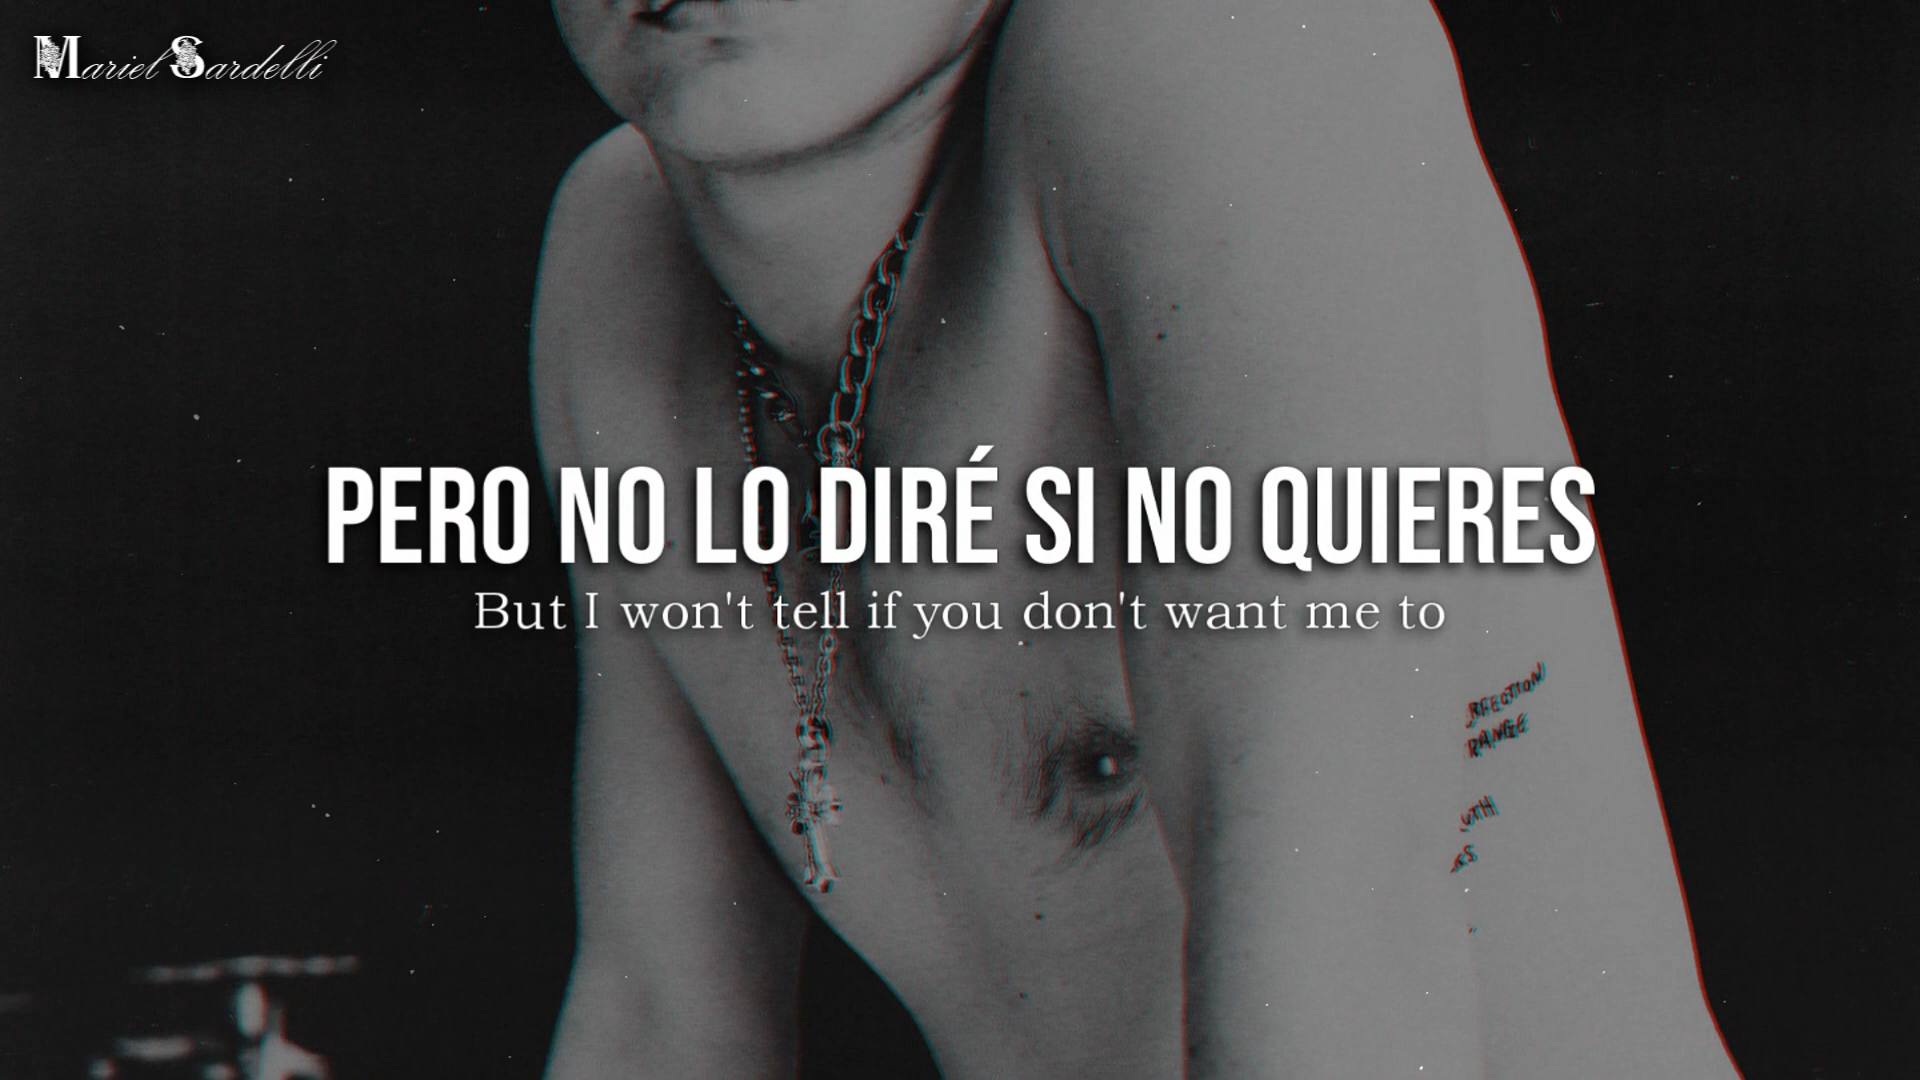 Mariel Sardelli
PERO NO LO DIRÉ SI NO QUIERES
But I won't tell if you don't want me to